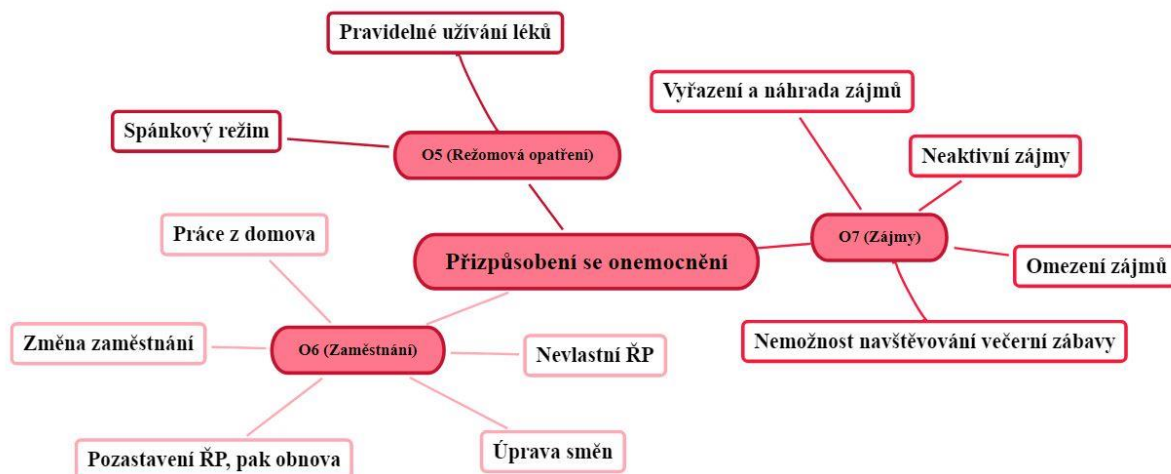 Pravidelné užívání léků
Vyřazení a náhrada zájmů
Spánkový režim
O5 (Režomová opatření)
Neaktivní zájmy
Práce z domova
O7 (Zájmy)
Přizpůsobení se onemocnění
Omezení zájmů
Změna zaměstnání
O6 (Zaměstnání)
Nevlastní ŘP
Nemožnost navštěvování večerní zábavy
Pozastavení ŘP, pak obnova
Úprava směn